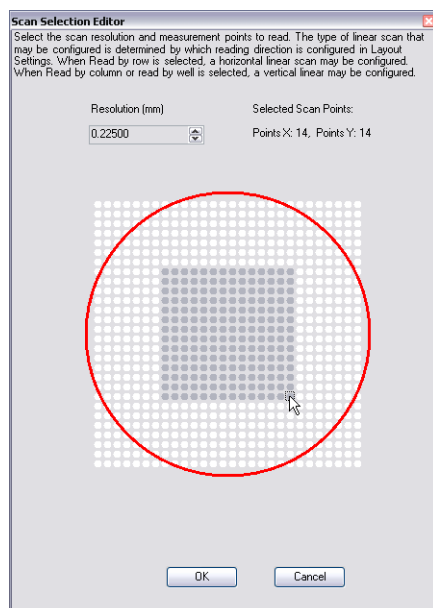 Scan Selection Editor
Select the scan resolution and measurement points to read. The type of linear scan that
may be configured is determined by which reading direction is configured in Layout
Settings. When Read by row is selected, a horizontal linear scan may be configured.
When Read by column or read by well is selected, a vertical linear may be configured.
Resolution (mm)
Selected Scan Points:
0.22500
Points X: 14, Points Y: 14
OK
Cancel